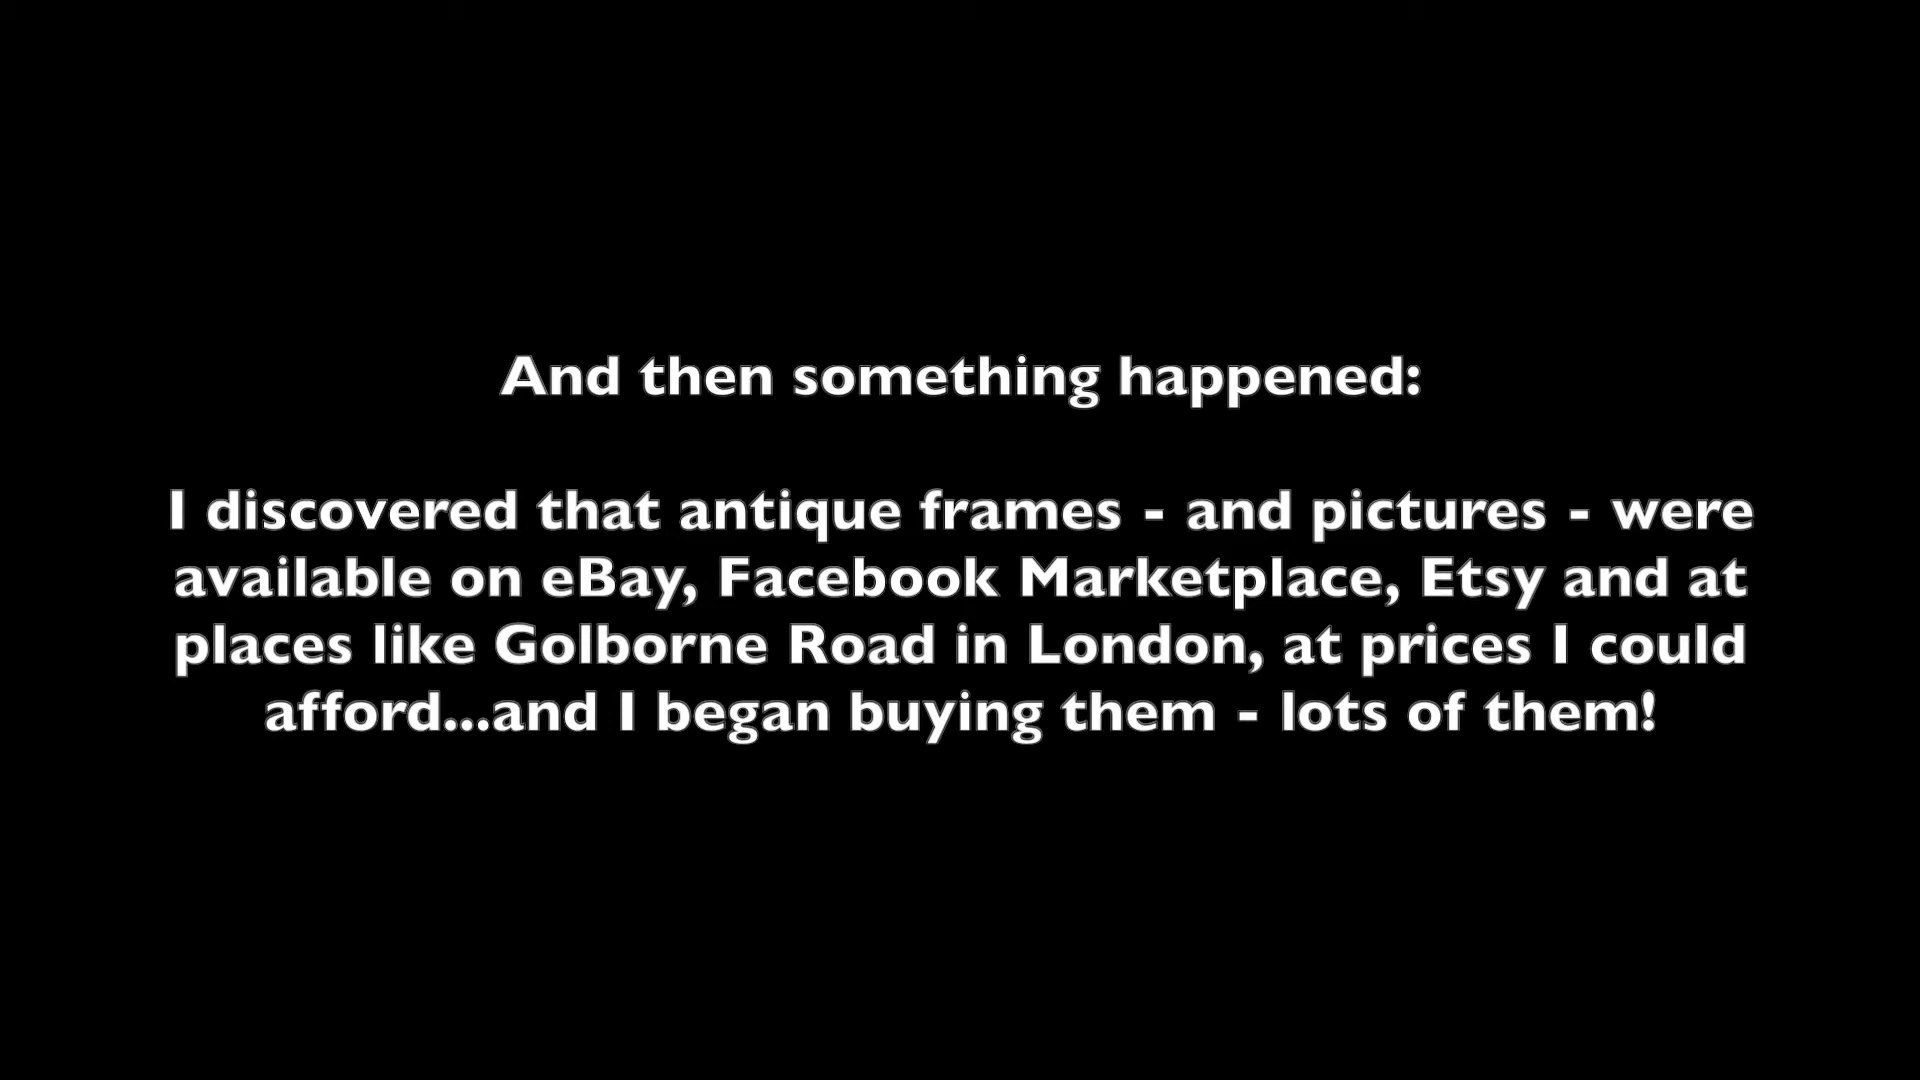 And then something happened:
I discovered that antique frames - and pictures - were
available on eBay, Facebook Marketplace, Etsy and at
places like Golborne Road in London, at prices I could
afford...and I began buying them - lots of them!